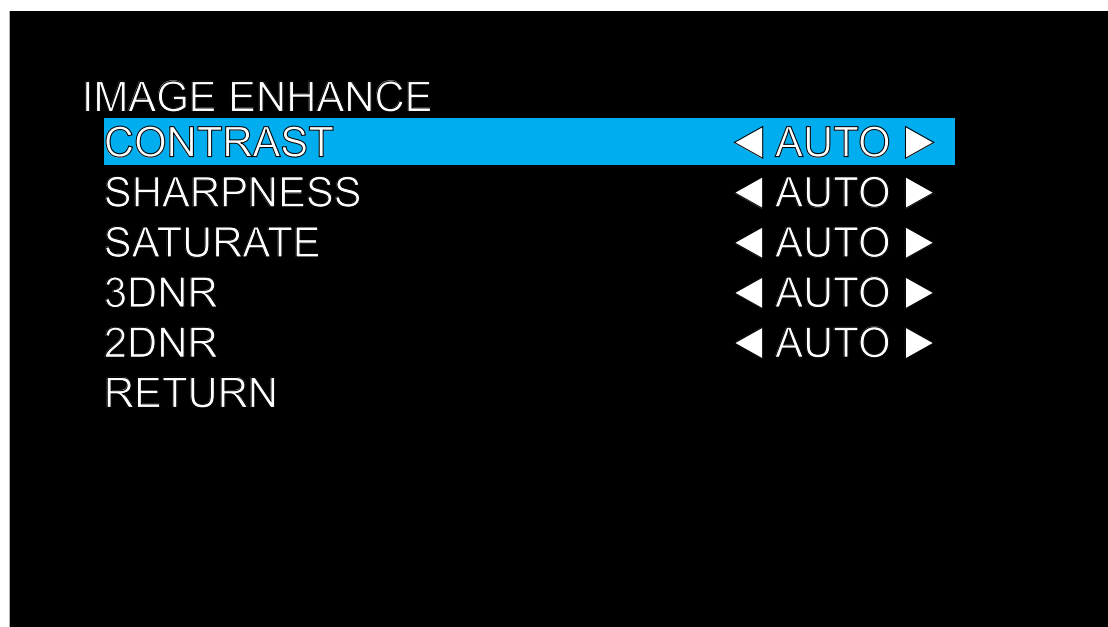 IMAGE ENHANCE
CONTRAST ◀ AUTO ▶
SHARPNESS ◀ AUTO ▶
SATURATE ◀ AUTO ▶
3DNR ◀ AUTO ▶
2DNR ◀ AUTO ▶
RETURN